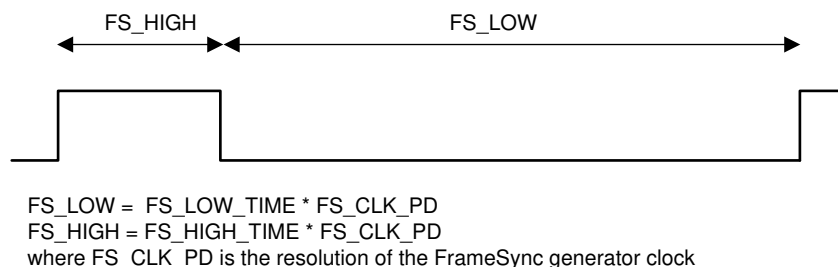 FS_HIGH FS_LOW
FS_LOW = FS_LOW_TIME * FS_CLK_PD
FS_HIGH = FS_HIGH_TIME * FS_CLK_PD
where FS_CLK_PD is the resolution of the FrameSync generator clock